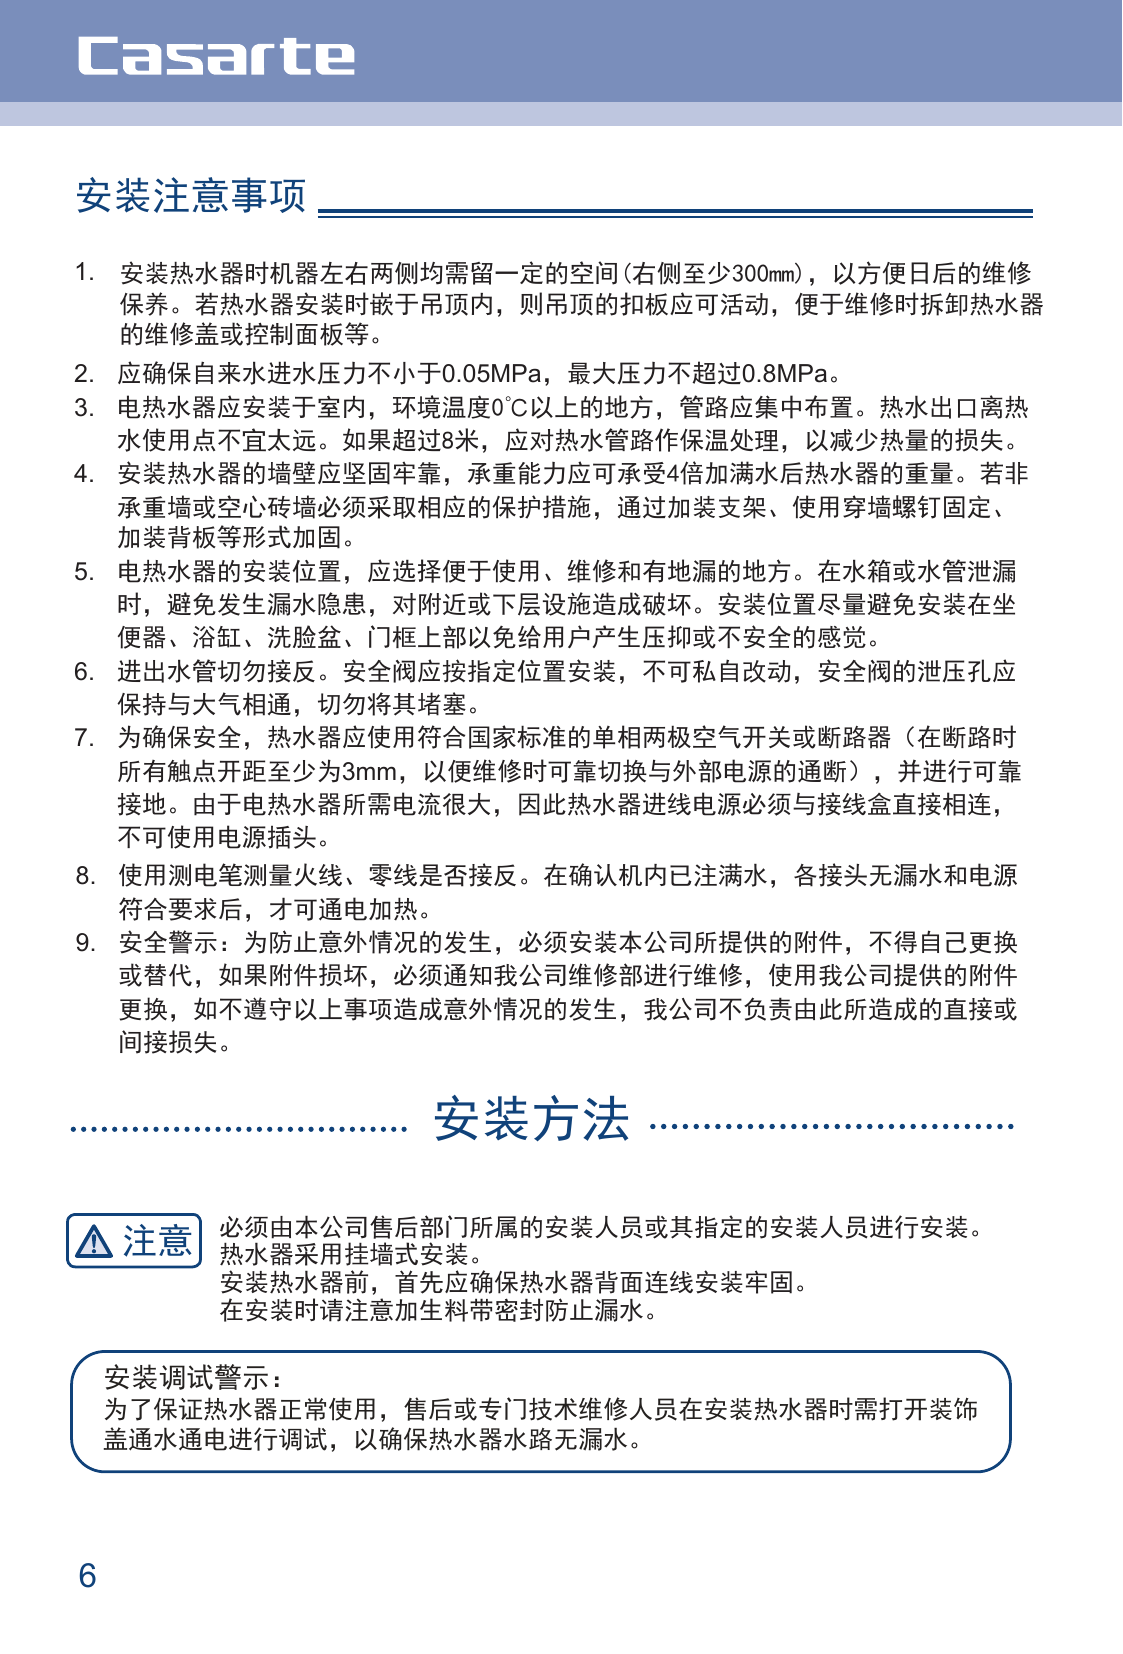 Casarte
安装注意事项
1. 安装热水器时机器左右两侧均需留一定的空间(右侧至少300㎜)，以方便日后的维修
保养。若热水器安装时嵌于吊顶内，则吊顶的扣板应可活动，便于维修时拆卸热水器
的维修盖或控制面板等。
2. 应确保自来水进水压力不小于0.05MPa，最大压力不超过0.8MPa。
3. 电热水器应安装于室内，环境温度0℃以上的地方，管路应集中布置。热水出口离热
水使用点不宜太远。如果超过8米，应对热水管路作保温处理，以减少热量的损失。
4. 安装热水器的墙壁应坚固牢靠，承重能力应可承受4倍加满水后热水器的重量。若非
承重墙或空心砖墙必须采取相应的保护措施，通过加装支架、使用穿墙螺钉固定、
加装背板等形式加固。
5. 电热水器的安装位置，应选择便于使用、维修和有地漏的地方。在水箱或水管泄漏
时，避免发生漏水隐患，对附近或下层设施造成破坏。安装位置尽量避免安装在坐
便器、浴缸、洗脸盆、门框上部以免给用户产生压抑或不安全的感觉。
6. 进出水管切勿接反。安全阀应按指定位置安装，不可私自改动，安全阀的泄压孔应
保持与大气相通，切勿将其堵塞。
7. 为确保安全，热水器应使用符合国家标准的单相两极空气开关或断路器（在断路时
所有触点开距至少为3mm，以便维修时可靠切换与外部电源的通断），并进行可靠
接地。由于电热水器所需电流很大，因此热水器进线电源必须与接线盒直接相连，
不可使用电源插头。
8. 使用测电笔测量火线、零线是否接反。在确认机内已注满水，各接头无漏水和电源
符合要求后，才可通电加热。
9. 安全警示：为防止意外情况的发生，必须安装本公司所提供的附件，不得自己更换
或替代，如果附件损坏，必须通知我公司维修部进行维修，使用我公司提供的附件
更换，如不遵守以上事项造成意外情况的发生，我公司不负责由此所造成的直接或
间接损失。
安装方法
注意
必须由本公司售后部门所属的安装人员或其指定的安装人员进行安装。
热水器采用挂墙式安装。
安装热水器前，首先应确保热水器背面连线安装牢固。
在安装时请注意加生料带密封防止漏水。
安装调试警示：
为了保证热水器正常使用，售后或专门技术维修人员在安装热水器时需打开装饰
盖通水通电进行调试，以确保热水器水路无漏水。
6